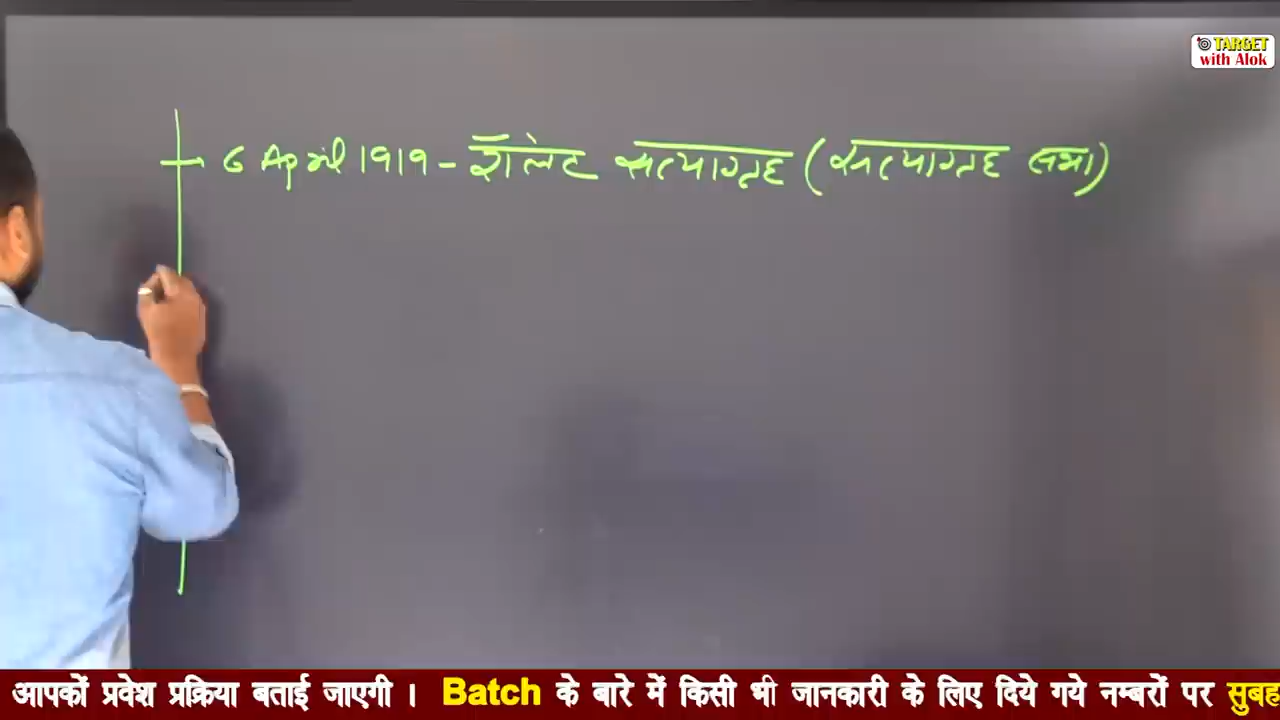 TARGET
with Alok
6 April 1919 - रॉलेट सत्याग्रह (सत्याग्रह सभा)
आपकों प्रवेश प्रक्रिया बताई जाएगी । Batch के बारे में किसी भी जानकारी के लिए दिये गये नम्बरों पर सुबह